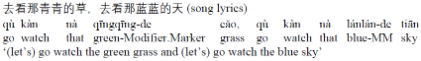 去看那青青的草，去看那蓝蓝的天 (song lyrics)
qù kàn nà qīngqīng-de cǎo, qù kàn nà lánlán-de tiān
go watch that green-Modifier.Marker grass go watch that blue-MM sky
‘(let’s) go watch the green grass and (let’s) go watch the blue sky’